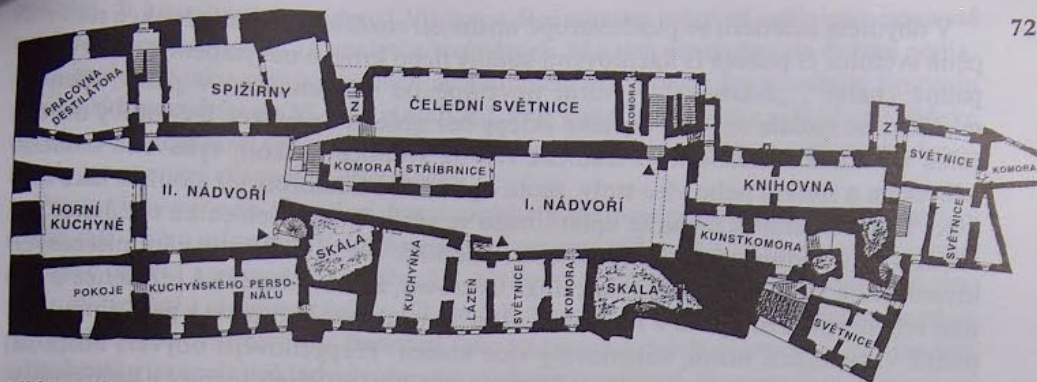 72
PRACOVNA
DESTILÁTORA
SPIŽÍRNY
Z
ČELEDNÍ SVĚTNICE
KOMORA
Z
SVĚTNICE
KOMORA
KOMORA
STŘÍBRNICE
KNIHOVNA
II. NÁDVOŘÍ
I. NÁDVOŘÍ
HORNÍ
KUCHYNĚ
SKÁLA
KUCHYŇKA
KUNSTKOMORA
SVĚTNICE
POKOJE
KUCHYŇSKÉHO
PERSO-
NÁLU
LÁZEŇ
SVĚTNICE
KOMORA
SKÁLA
SVĚTNICE